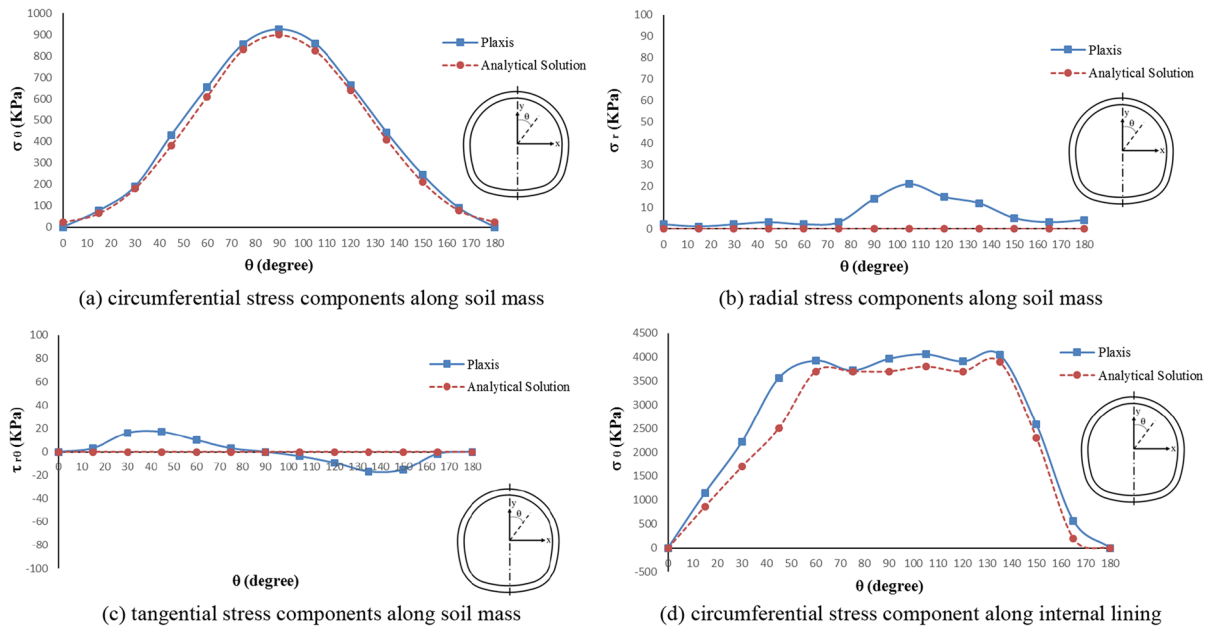 1000
900
800
700
600
500
400
300
200
100
0
σ θ (KPa)
0 10 20 30 40 50 60 70 80 90 100 110 120 130 140 150 160 170 180
θ (degree)
Plaxis
Analytical Solution
y
θ
x
(a) circumferential stress components along soil mass
100
90
80
70
60
50
40
30
20
10
0
σ r (KPa)
0 10 20 30 40 50 60 70 80 90 100 110 120 130 140 150 160 170 180
θ (degree)
Plaxis
Analytical Solution
y
θ
x
(b) radial stress components along soil mass
100
80
60
40
20
0
-20
-40
-60
-80
-100
τ rθ (KPa)
0 10 20 30 40 50 60 70 80 90 100 110 120 130 140 150 160 170 180
θ (degree)
Plaxis
Analytical Solution
y
θ
x
(c) tangential stress components along soil mass
4500
4000
3500
3000
2500
2000
1500
1000
500
0
-500
σ θ (KPa)
0 10 20 30 40 50 60 70 80 90 100 110 120 130 140 150 160 170 180
θ (degree)
Plaxis
Analytical Solution
y
θ
x
(d) circumferential stress component along internal lining